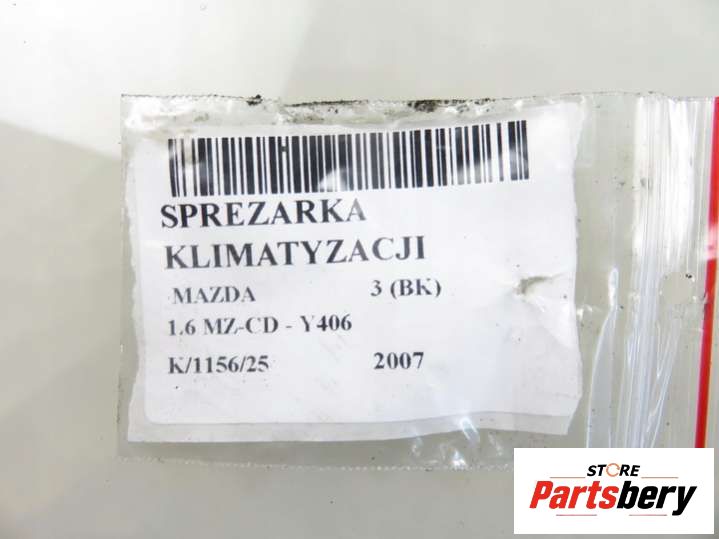 SPREZARKA
KLIMATYZACJI
MAZDA 3 (BK)
1.6 MZ-CD - Y406
K/1156/25 2007
STORE
Partsbery